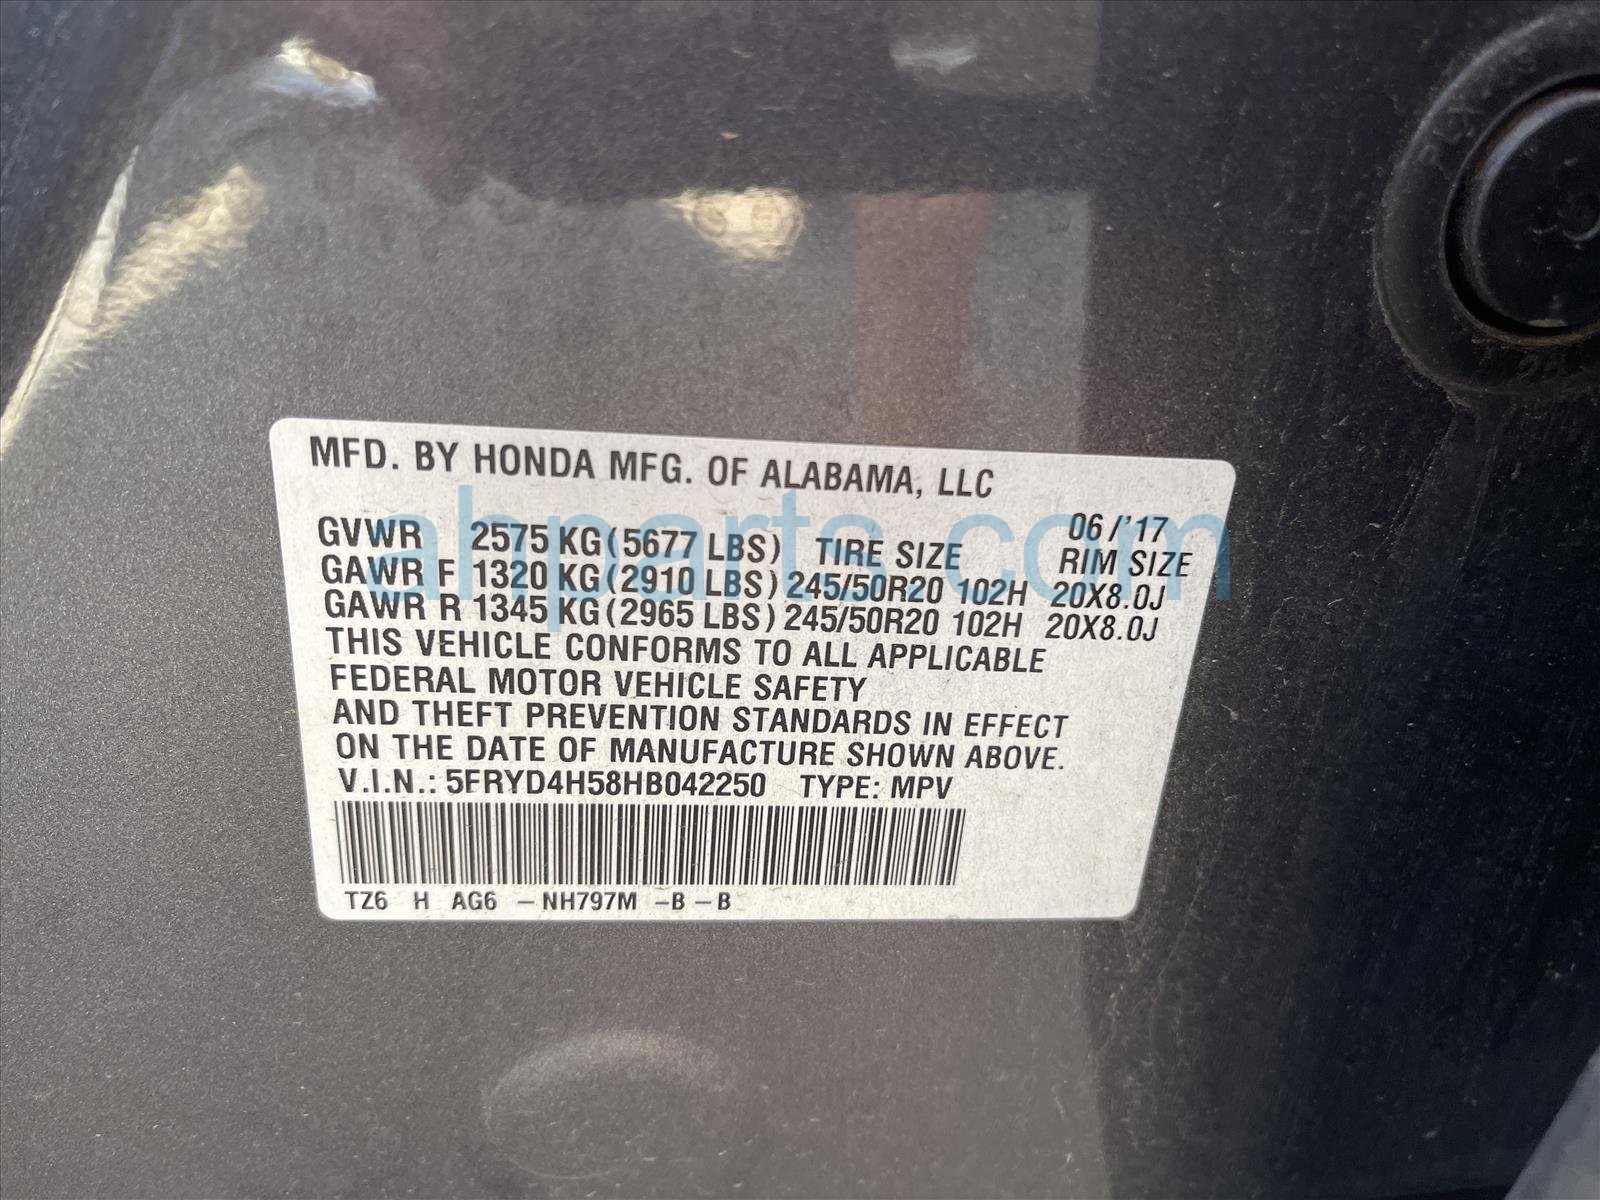 MFD. BY HONDA MFG. OF ALABAMA, LLC
06/'17
GVWR 2575 KG (5677 LBS) TIRE SIZE RIM SIZE
GAWR F 1320 KG (2910 LBS) 245/50R20 102H 20X8.0J
GAWR R 1345 KG (2965 LBS) 245/50R20 102H 20X8.0J
THIS VEHICLE CONFORMS TO ALL APPLICABLE
FEDERAL MOTOR VEHICLE SAFETY
AND THEFT PREVENTION STANDARDS IN EFFECT
ON THE DATE OF MANUFACTURE SHOWN ABOVE.
V.I.N.: 5FRYD4H58HB042250 TYPE: MPV
TZ6 H AG6 -NH797M -B -B
ahparts.com